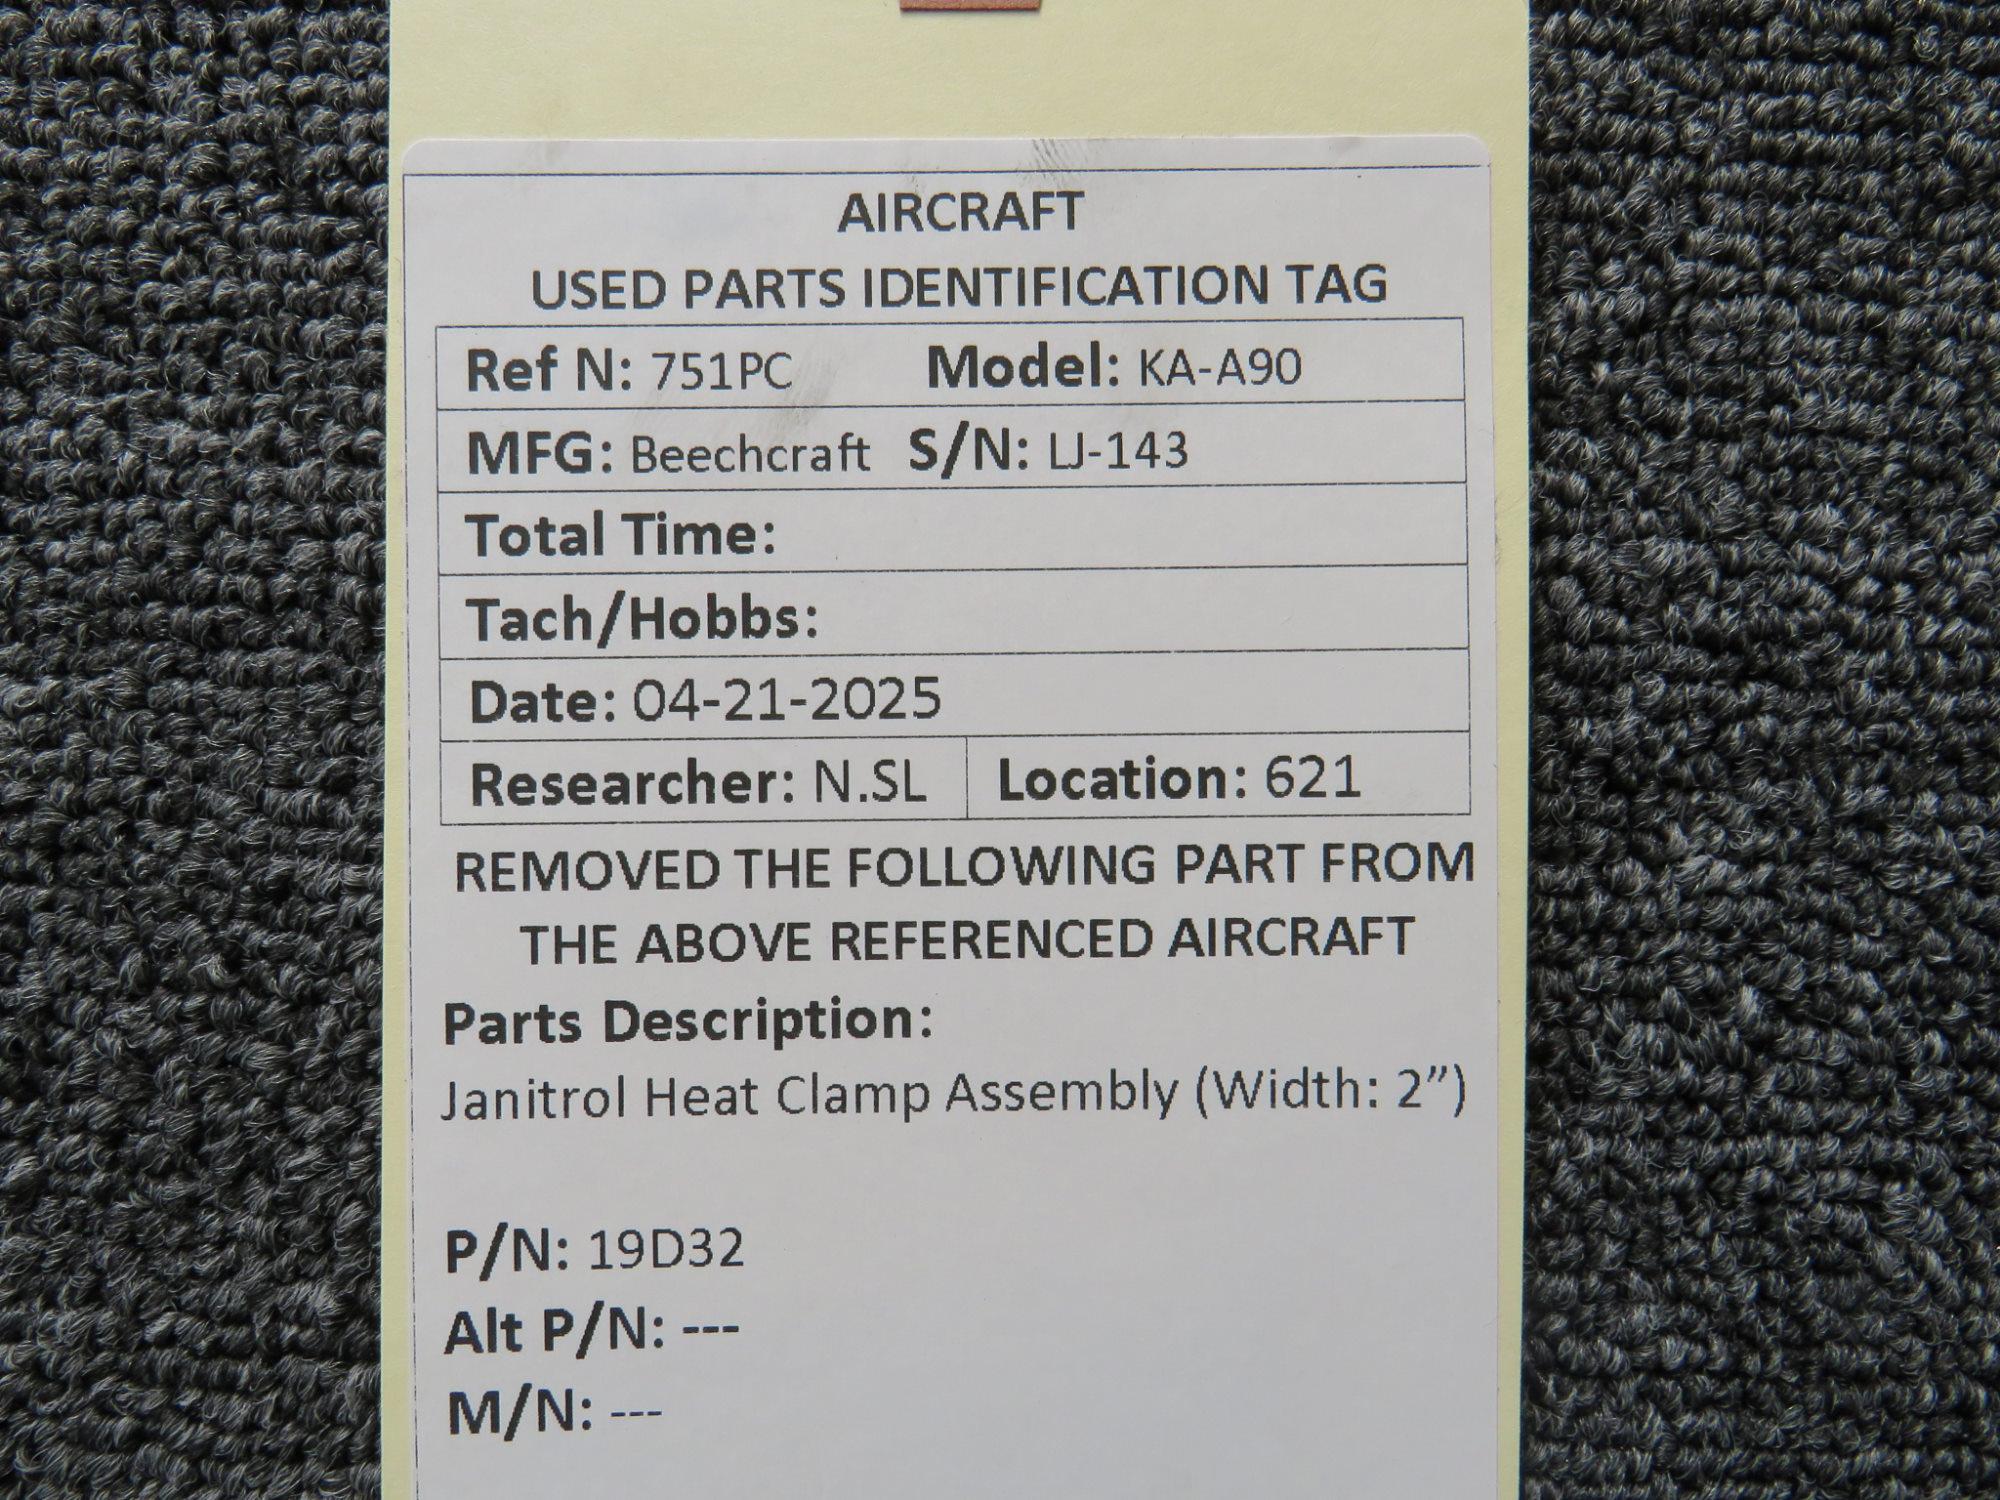 AIRCRAFT
USED PARTS IDENTIFICATION TAG
Ref N: 751PC Model: KA-A90
MFG: Beechcraft S/N: LJ-143
Total Time:
Tach/Hobbs:
Date: 04-21-2025
Researcher: N.SL Location: 621
REMOVED THE FOLLOWING PART FROM
THE ABOVE REFERENCED AIRCRAFT
Parts Description:
Janitrol Heat Clamp Assembly (Width: 2”)
P/N: 19D32
Alt P/N: ---
M/N: ---